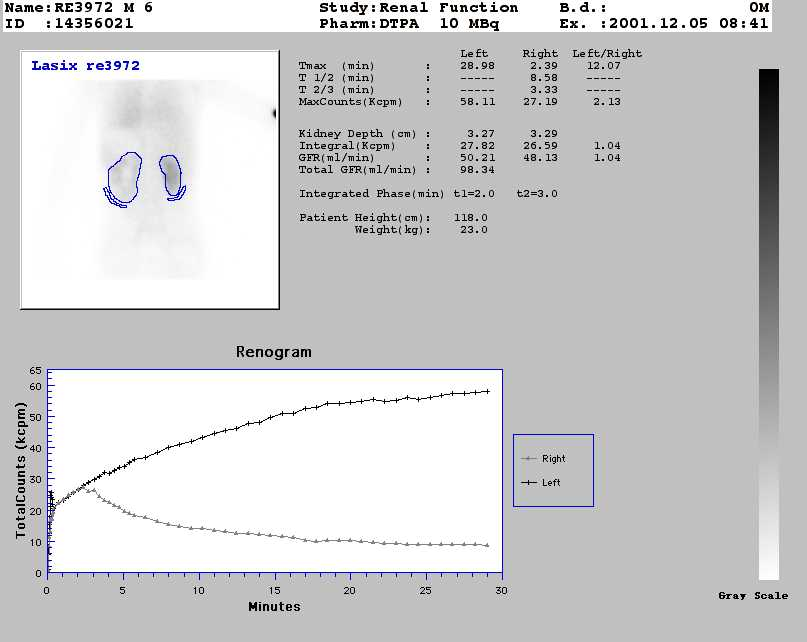 Name:RE3972 M 6 Study:Renal Function B.d.: 0M
ID :14356021 Pharm:DTPA 10 MBq Ex. :2001.12.05 08:41
Lasix re3972
Left Right Left/Right
Tmax (min) : 28.98 2.39 12.07
T 1/2 (min) : ----- 8.58 -----
T 2/3 (min) : ----- 3.33 -----
MaxCounts(Kcpm) : 58.11 27.19 2.13
Kidney Depth (cm) : 3.27 3.29
Integral(Kcpm) : 27.82 26.59 1.04
GFR(ml/min) : 50.21 48.13 1.04
Total GFR(ml/min) : 98.34
Integrated Phase(min) t1=2.0 t2=3.0
Patient Height(cm): 118.0
Weight(kg): 23.0
Renogram
TotalCounts (kcpm)
65
60
50
40
30
20
10
0
0 5 10 15 20 25 30
Minutes
Right
Left
Gray Scale